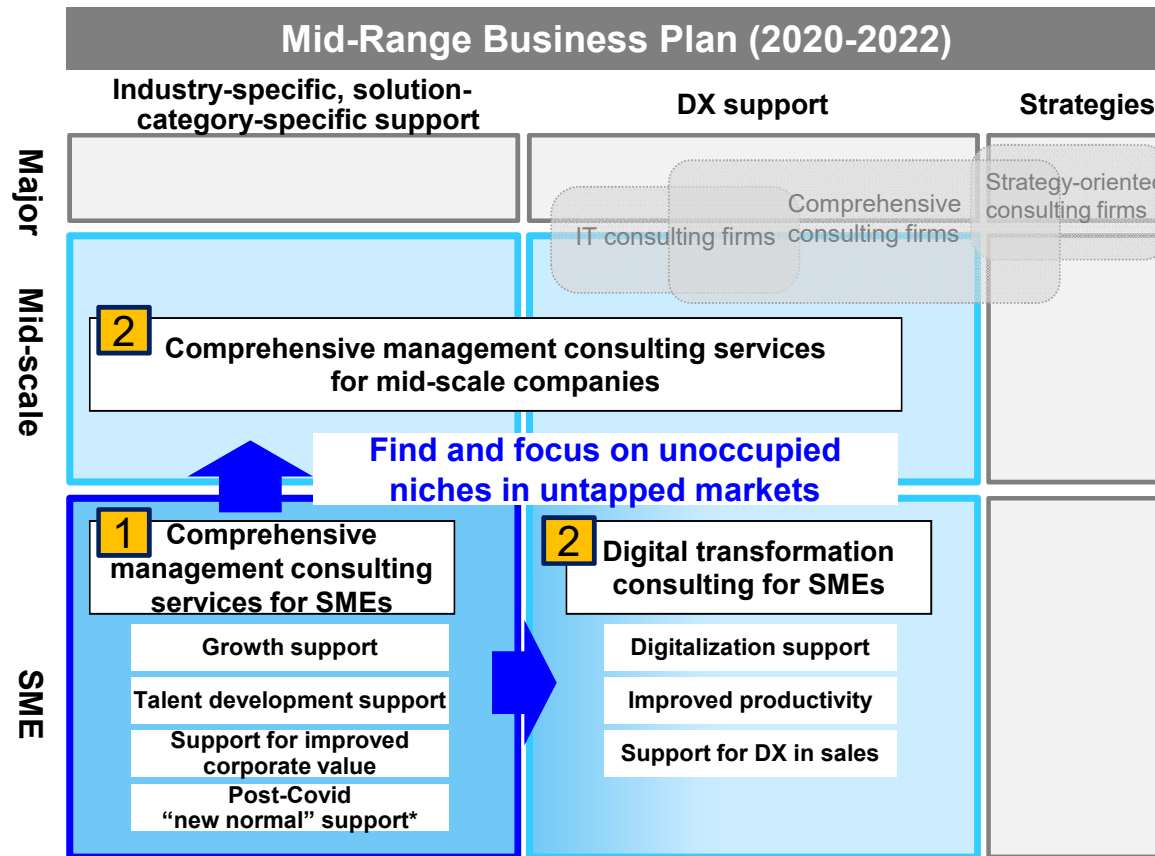 Mid-Range Business Plan (2020-2022)
Industry-specific, solution-
category-specific support
DX support
Strategies
Major
Strategy-oriented
consulting firms
Comprehensive
consulting firms
IT consulting firms
Mid-scale
2
Comprehensive management consulting services
for mid-scale companies
Find and focus on unoccupied
niches in untapped markets
SME
1
Comprehensive
management consulting
services for SMEs
Growth support
Talent development support
Support for improved
corporate value
Post-Covid
“new normal” support*
2
Digital transformation
consulting for SMEs
Digitalization support
Improved productivity
Support for DX in sales